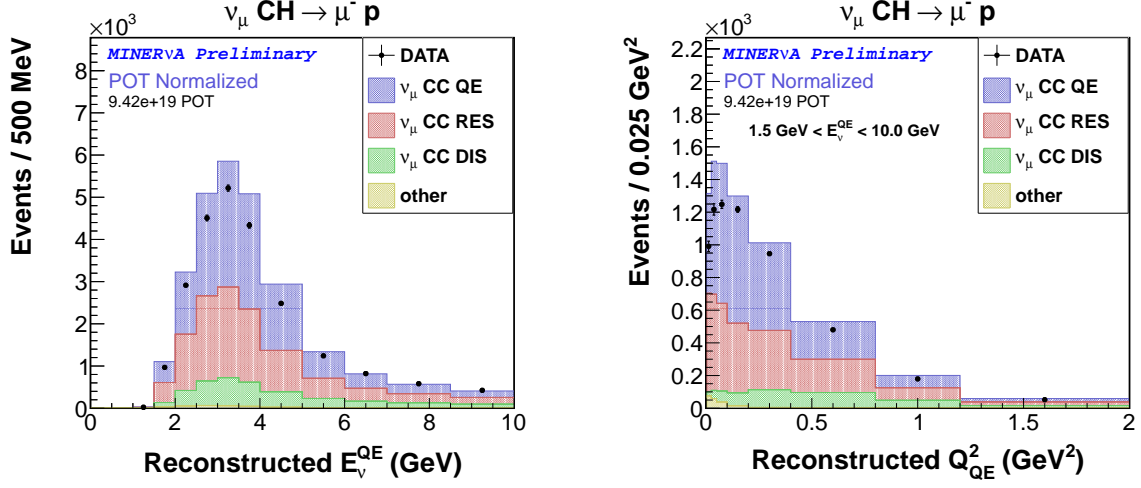 ν_μ CH → μ⁻ p
×10³
Events / 500 MeV
8
7
6
5
4
3
2
1
0
MINERνA Preliminary
POT Normalized
9.42e+19 POT
DATA
ν_μ CC QE
ν_μ CC RES
ν_μ CC DIS
other
0 2 4 6 8 10
Reconstructed E_ν^QE (GeV)
ν_μ CH → μ⁻ p
×10³
Events / 0.025 GeV²
2.2
2
1.8
1.6
1.4
1.2
1
0.8
0.6
0.4
0.2
0
MINERνA Preliminary
POT Normalized
9.42e+19 POT
1.5 GeV < E_ν^QE < 10.0 GeV
DATA
ν_μ CC QE
ν_μ CC RES
ν_μ CC DIS
other
0 0.5 1 1.5 2
Reconstructed Q²_QE (GeV²)